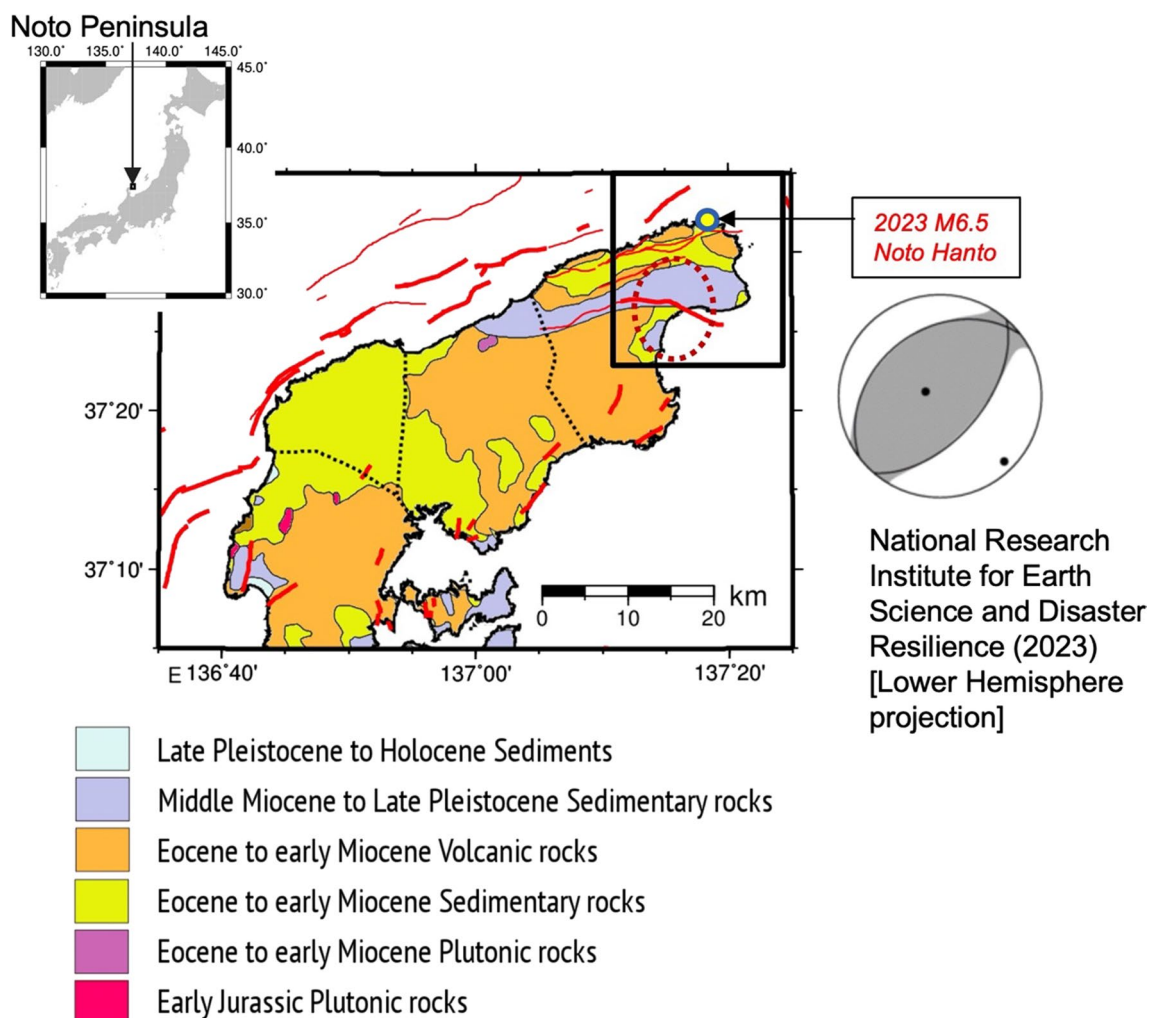 Noto Peninsula
130.0˚ 135.0˚ 140.0˚ 145.0˚
45.0˚
40.0˚
35.0˚
30.0˚
2023 M6.5
Noto Hanto
37˚20'
37˚10'
km
0 10 20
E 136˚40' 137˚00' 137˚20'
National Research
Institute for Earth
Science and Disaster
Resilience (2023)
[Lower Hemisphere
projection]
Late Pleistocene to Holocene Sediments
Middle Miocene to Late Pleistocene Sedimentary rocks
Eocene to early Miocene Volcanic rocks
Eocene to early Miocene Sedimentary rocks
Eocene to early Miocene Plutonic rocks
Early Jurassic Plutonic rocks